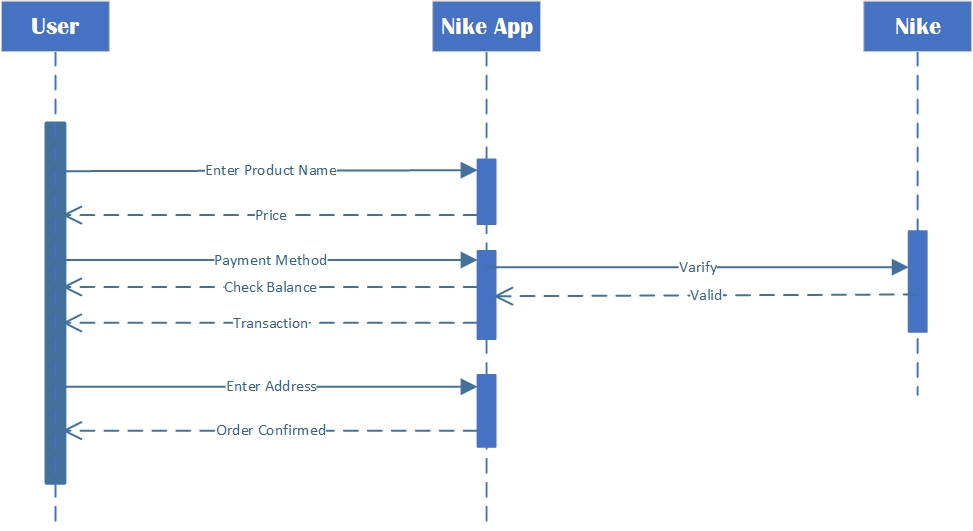 User
Nike App
Nike
Enter Product Name
Price
Payment Method
Varify
Check Balance
Valid
Transaction
Enter Address
Order Confirmed